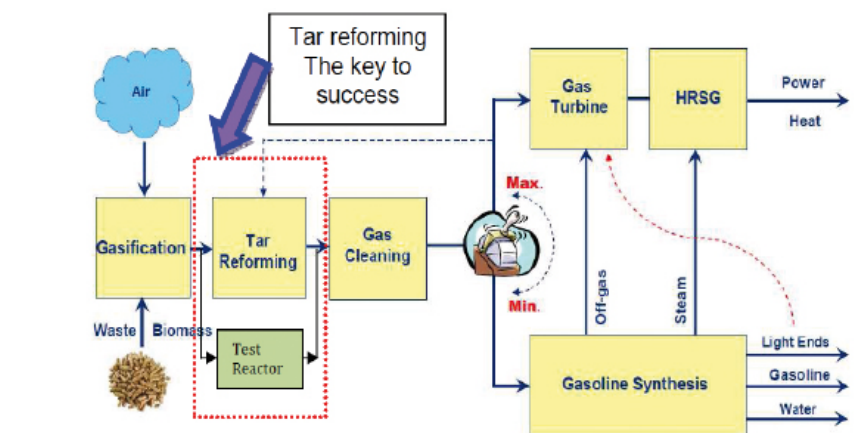 Tar reforming
The key to
success
Air
Gas
Turbine
HRSG
Power
Heat
Max.
Gasification
Tar
Reforming
Gas
Cleaning
Min.
Off-gas
Steam
Waste
Biomass
Test
Reactor
Gasoline Synthesis
Light Ends
Gasoline
Water